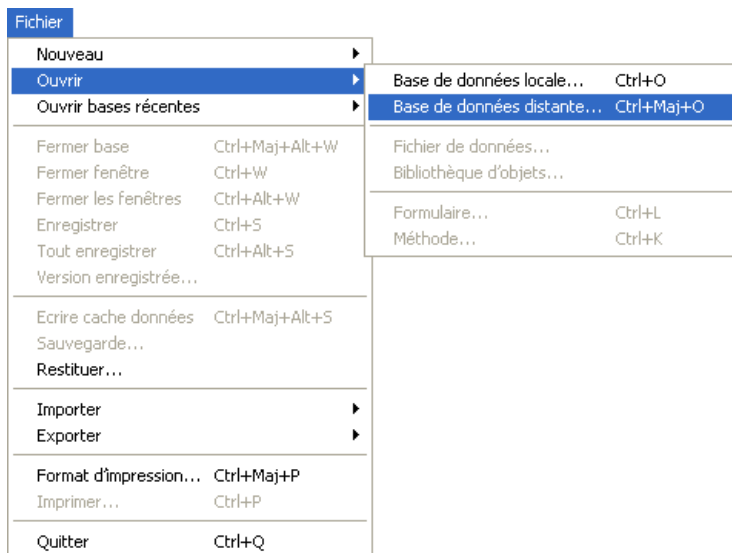 Fichier
Nouveau
Ouvrir
Ouvrir bases récentes
Fermer base Ctrl+Maj+Alt+W
Fermer fenêtre Ctrl+W
Fermer les fenêtres Ctrl+Alt+W
Enregistrer Ctrl+S
Tout enregistrer Ctrl+Alt+S
Version enregistrée...
Ecrire cache données Ctrl+Maj+Alt+S
Sauvegarde...
Restituer...
Importer
Exporter
Format d'impression... Ctrl+Maj+P
Imprimer... Ctrl+P
Quitter Ctrl+Q
Base de données locale... Ctrl+O
Base de données distante... Ctrl+Maj+O
Fichier de données...
Bibliothèque d'objets...
Formulaire... Ctrl+L
Méthode... Ctrl+K